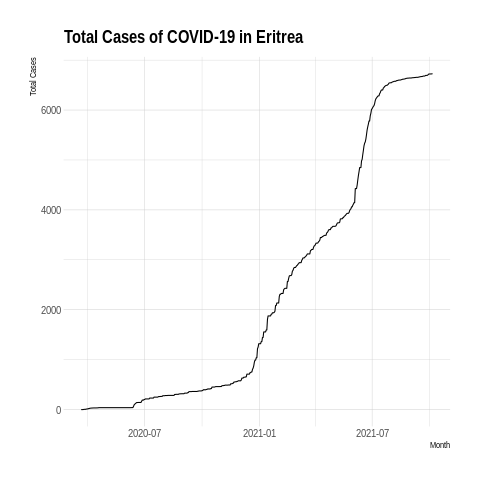 Total Cases of COVID-19 in Eritrea
Total Cases
6000
4000
2000
0
2020-07 2021-01 2021-07
Month